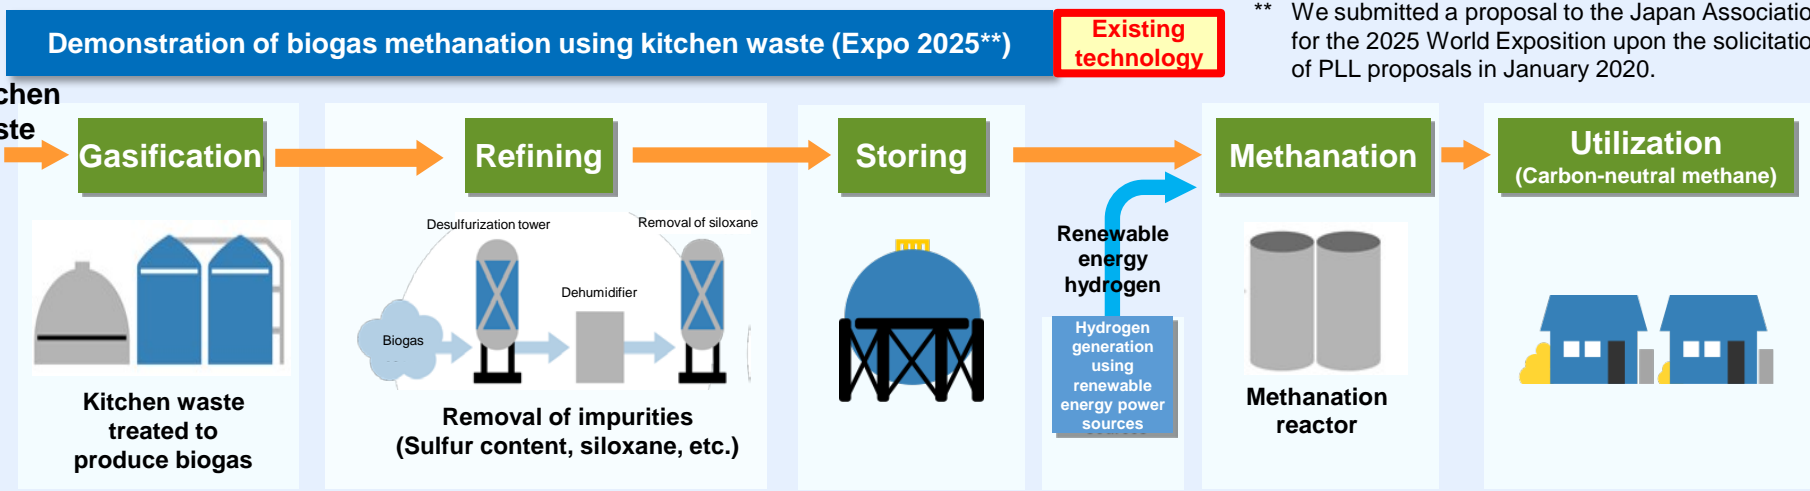 Demonstration of biogas methanation using kitchen waste (Expo 2025**)
Existing
technology
** We submitted a proposal to the Japan Associatio
for the 2025 World Exposition upon the solicitatio
of PLL proposals in January 2020.
chen
ste
Gasification
Refining
Storing
Methanation
Utilization
(Carbon-neutral methane)
Desulfurization tower
Removal of siloxane
Dehumidifier
Biogas
Renewable
energy
hydrogen
Hydrogen
generation
using
renewable
energy power
sources
Kitchen waste
treated to
produce biogas
Removal of impurities
(Sulfur content, siloxane, etc.)
Methanation
reactor